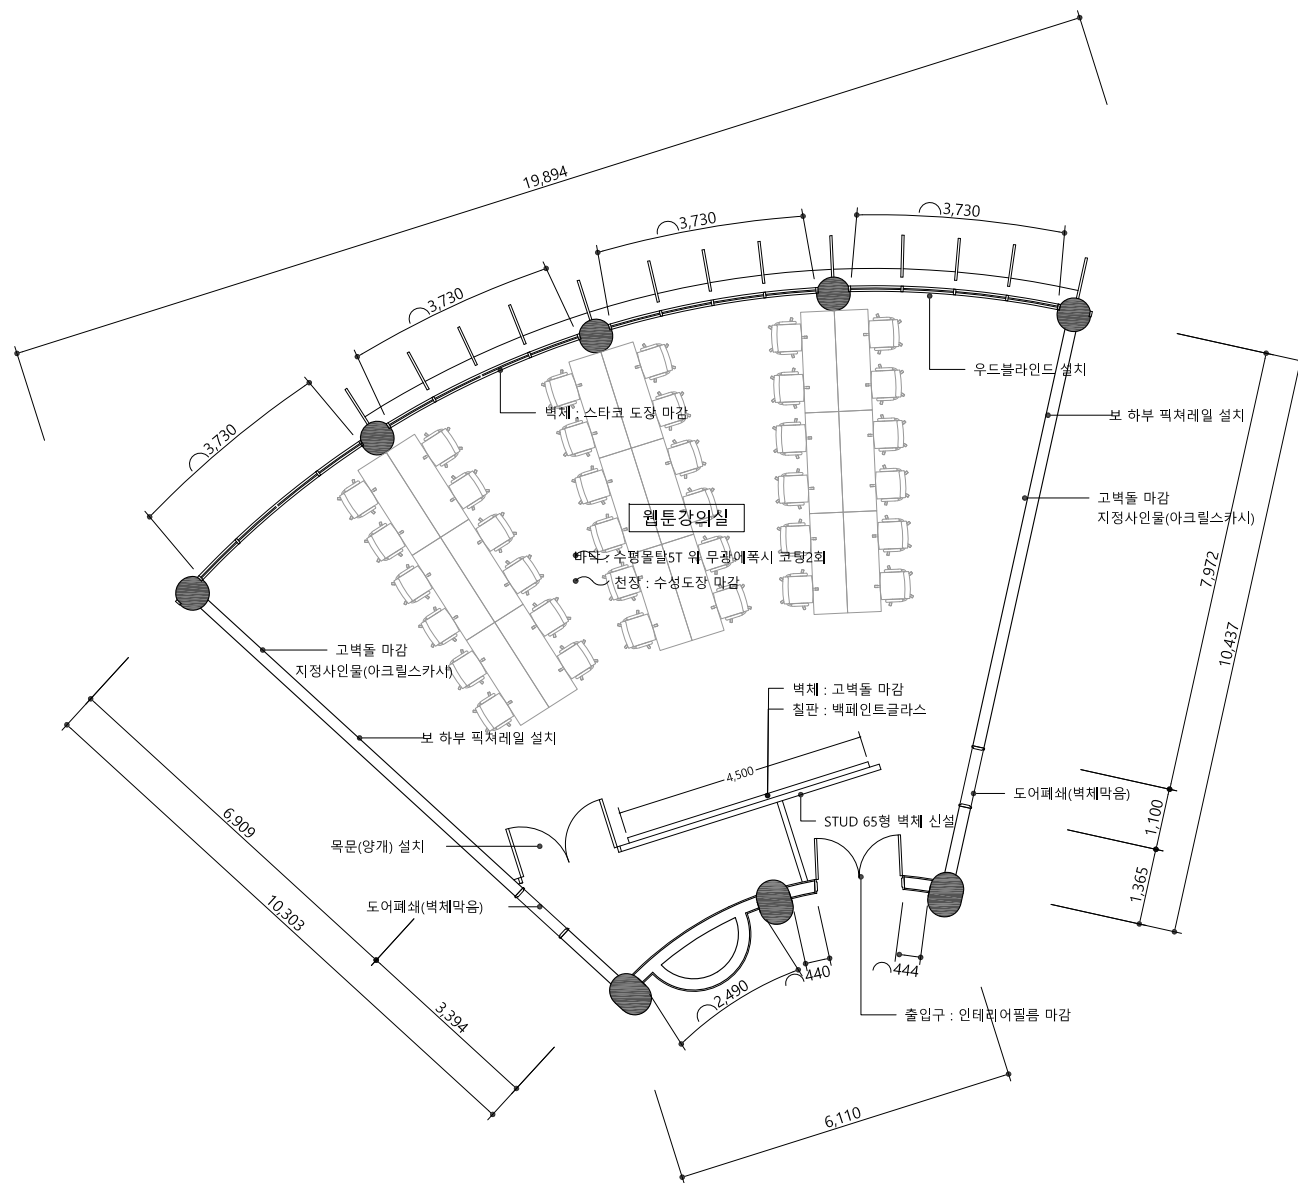 19,894
3,730
3,730
3,730
3,730
우드블라인드 설치
벽체 : 스타코 도장 마감
보 하부 픽쳐레일 설치
고벽돌 마감
지정사인물(아크릴스카시)
웹툰강의실
바닥 : 수평몰탈5T 위 무광에폭시 코팅2회
천장 : 수성도장 마감
7,972
10,437
고벽돌 마감
지정사인물(아크릴스카시)
벽체 : 고벽돌 마감
칠판 : 백페인트글라스
보 하부 픽쳐레일 설치
4,500
도어폐쇄(벽체막음)
1,100
STUD 65형 벽체 신설
6,909
목문(양개) 설치
1,365
10,303
도어폐쇄(벽체막음)
440
444
2,490
3,394
출입구 : 인테리어필름 마감
6,110